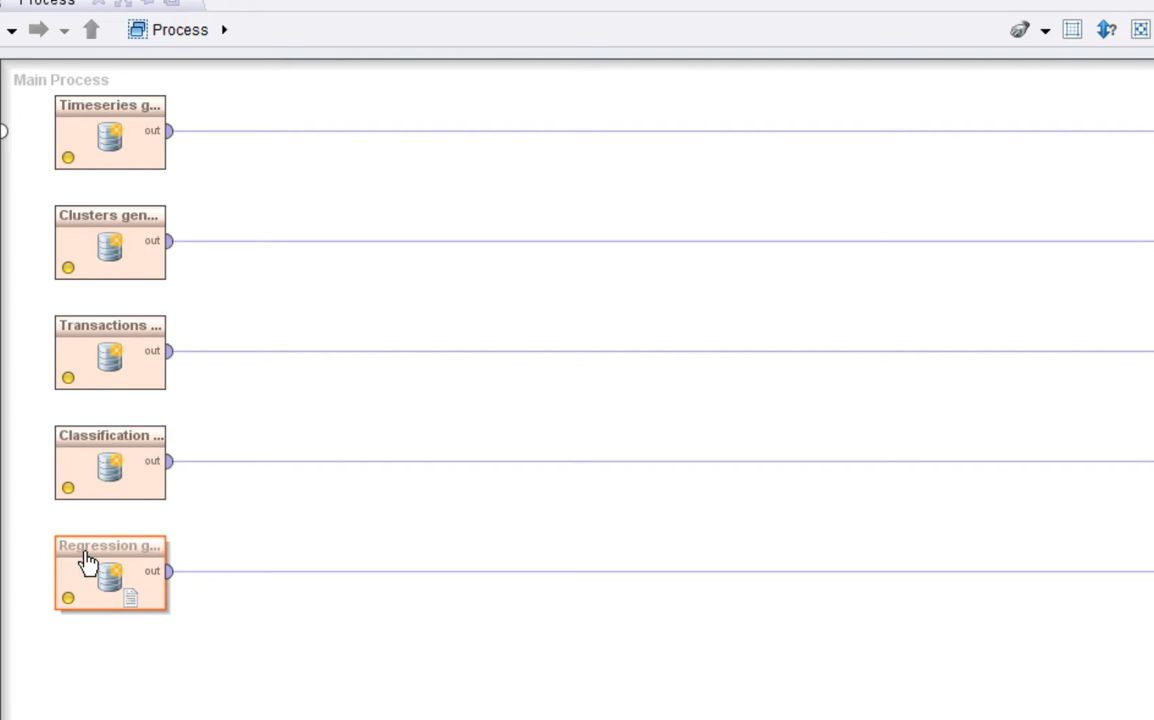 Process
Process
?
Main Process
Timeseries g...
out
Clusters gen...
out
Transactions ...
out
Classification ...
out
Regression g...
out